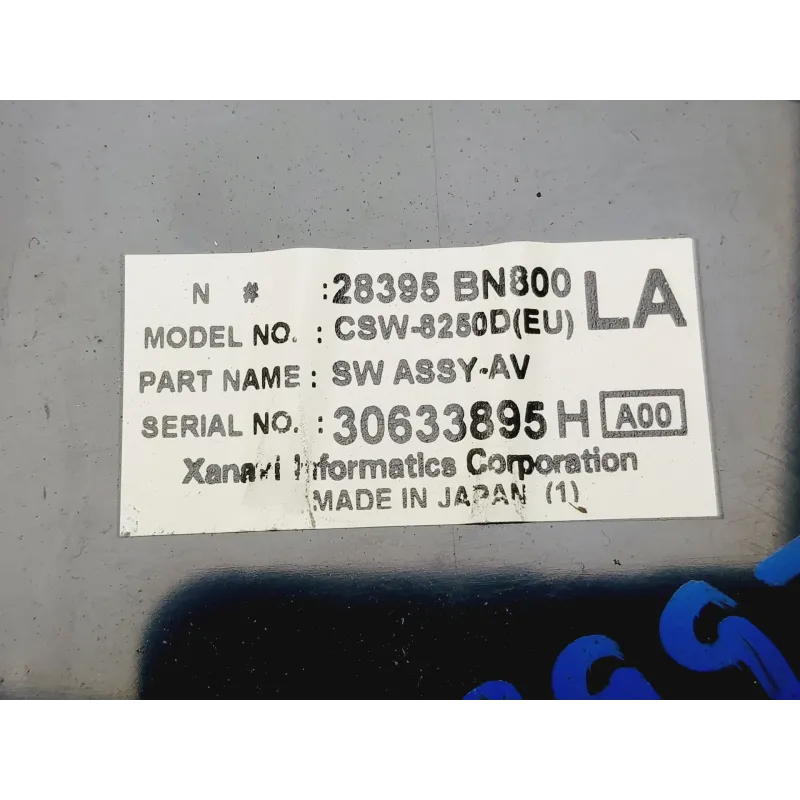 N # : 28395 BN800 LA
MODEL NO. : CSW-8250D(EU)
PART NAME : SW ASSY-AV
SERIAL NO. : 30633895 H A00
Xanavi Informatics Corporation
MADE IN JAPAN (1)